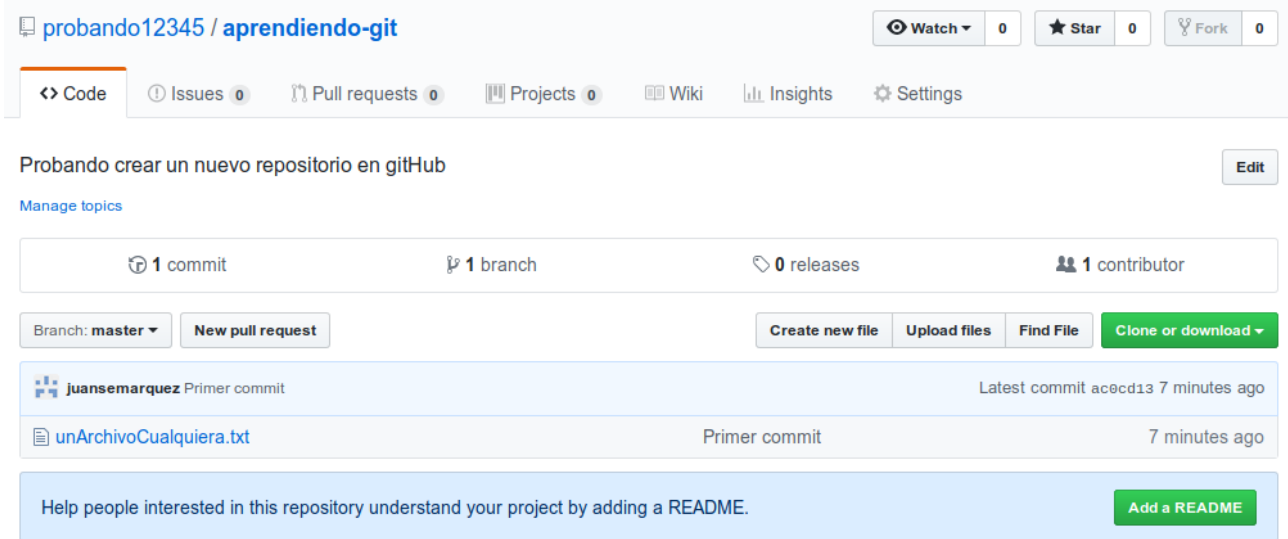 probando12345 / aprendiendo-git
Watch 0 Star 0 Fork 0
Code Issues 0 Pull requests 0 Projects 0 Wiki Insights Settings
Probando crear un nuevo repositorio en gitHub Edit
Manage topics
1 commit 1 branch 0 releases 1 contributor
Branch: master New pull request Create new file Upload files Find File Clone or download
juansemarquez Primer commit Latest commit ac0cd13 7 minutes ago
unArchivoCualquiera.txt Primer commit 7 minutes ago
Help people interested in this repository understand your project by adding a README. Add a README